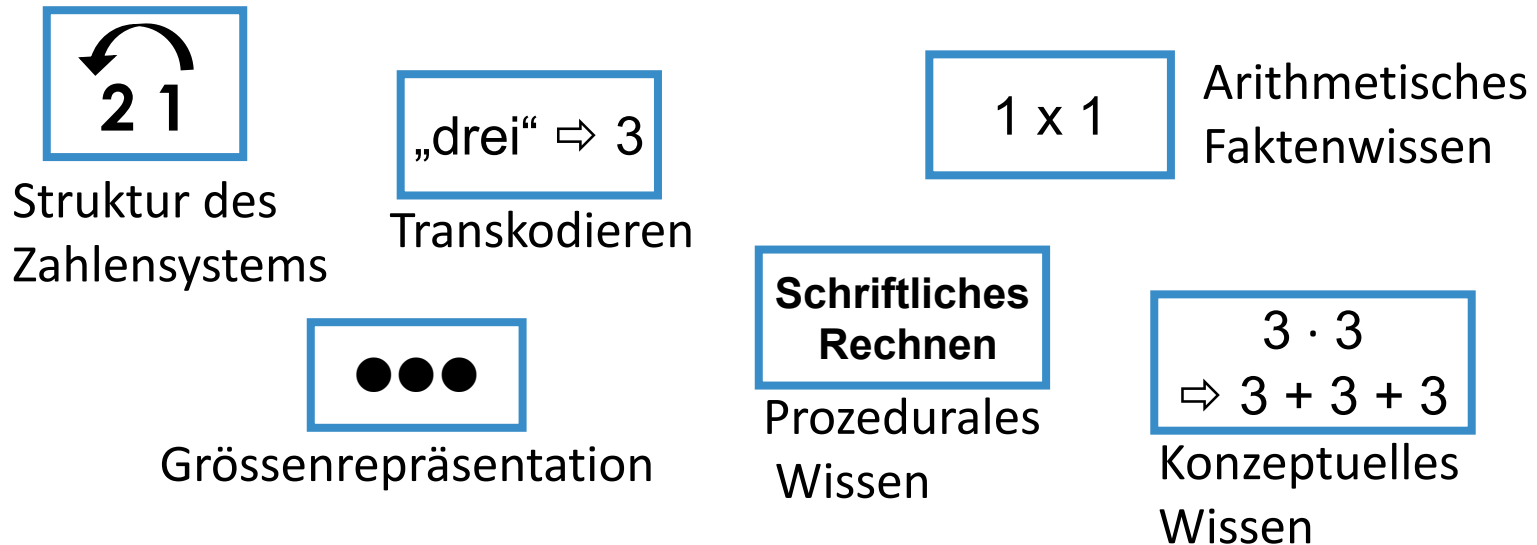 2 1
Struktur des
Zahlensystems
„drei“ ⇨ 3
Transkodieren
●●●
Grössenrepräsentation
1 x 1
Arithmetisches
Faktenwissen
Schriftliches
Rechnen
Prozedurales
Wissen
3 · 3
⇨ 3 + 3 + 3
Konzeptuelles
Wissen